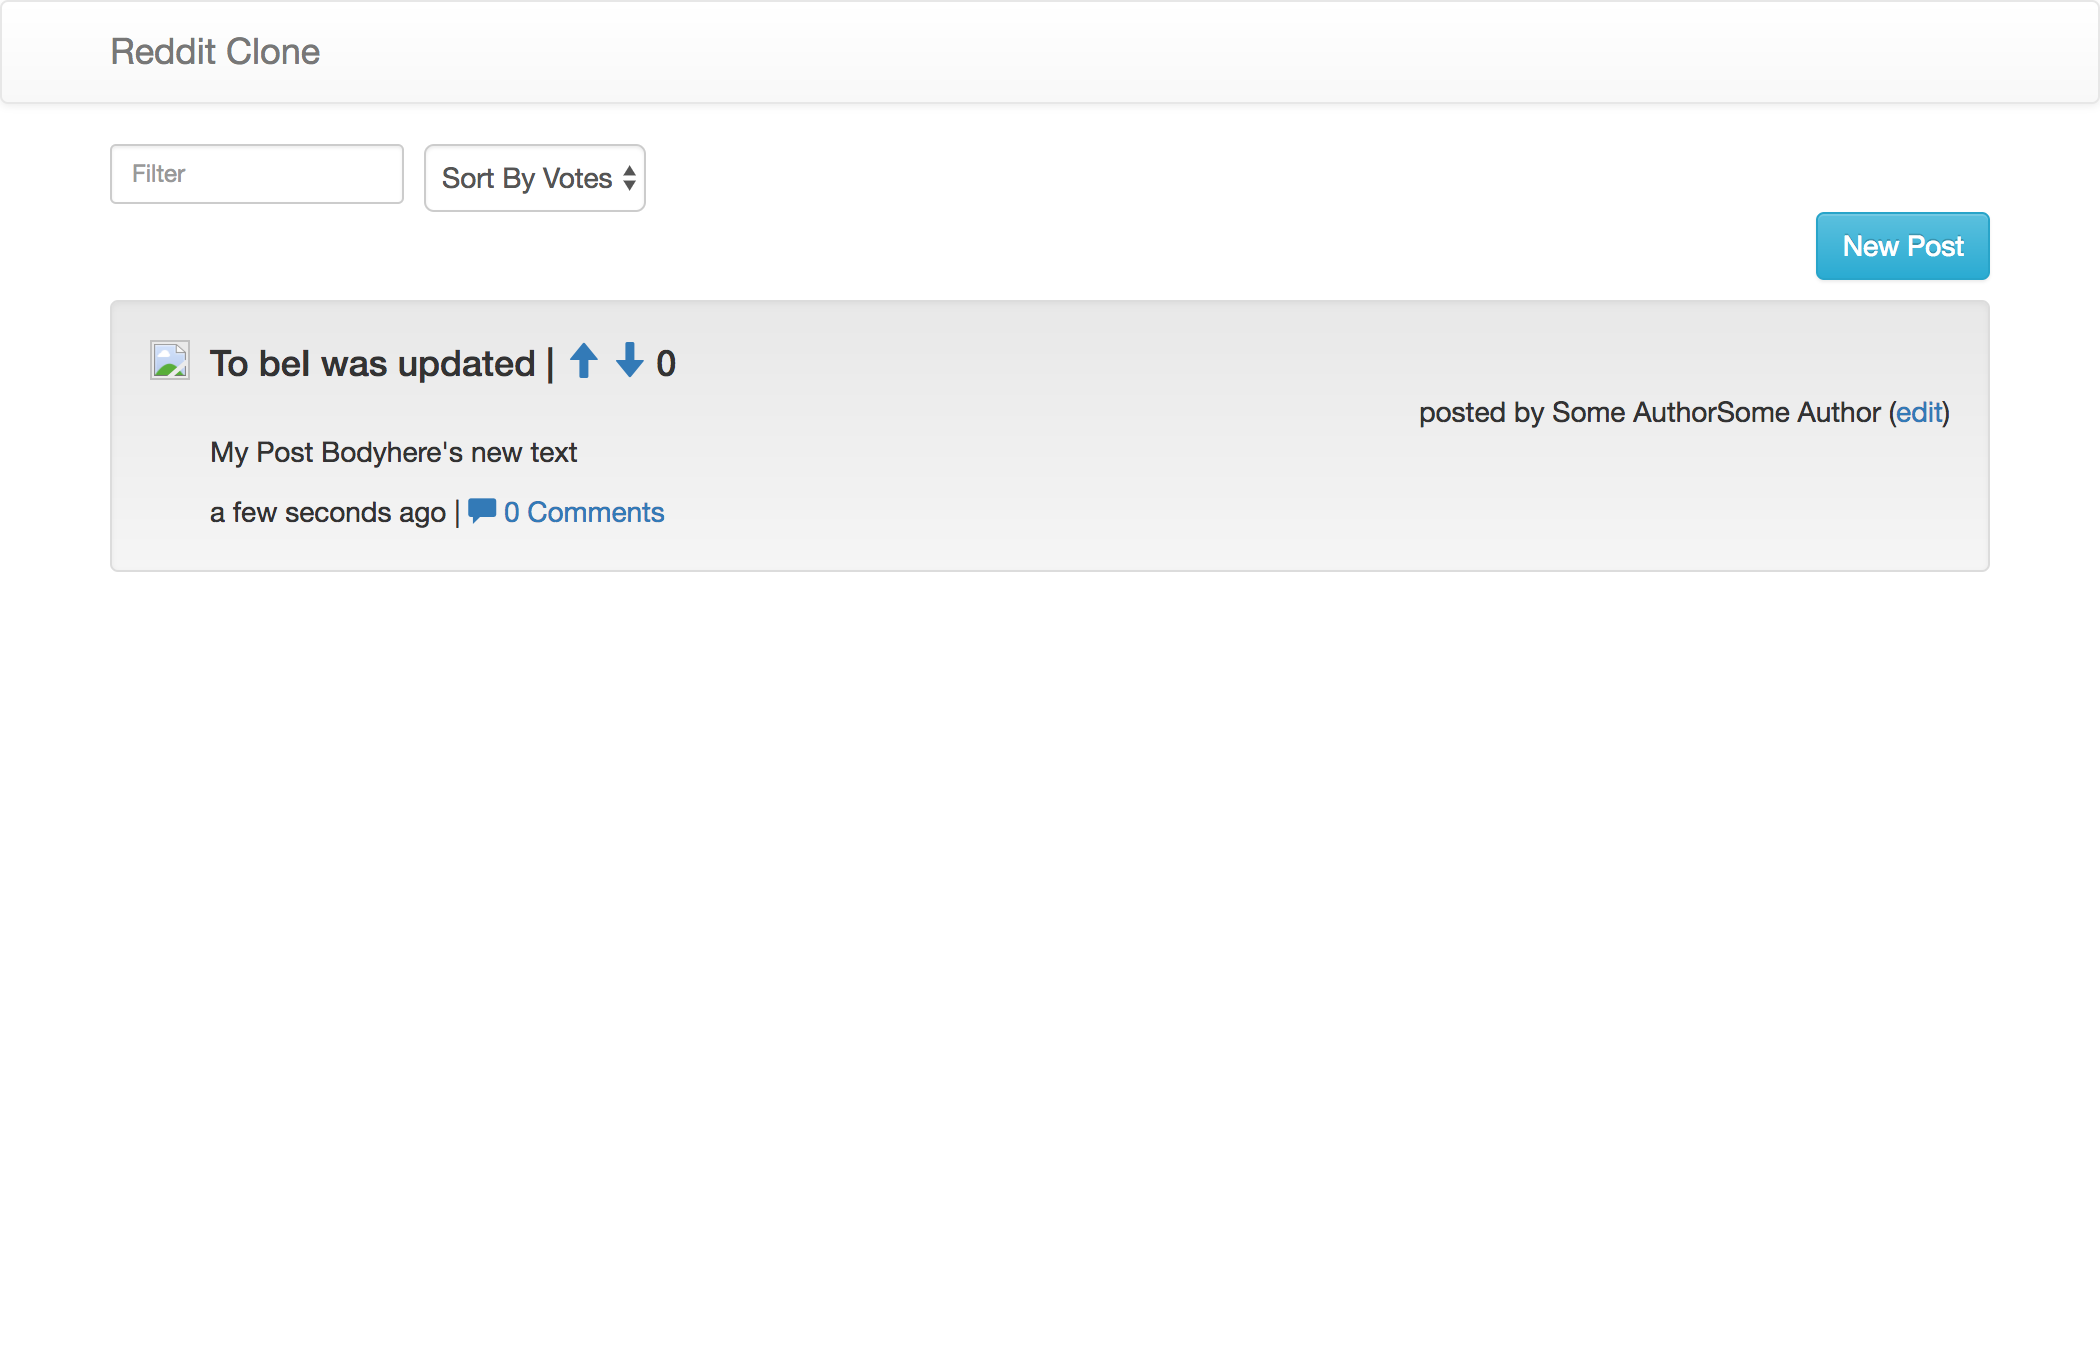 Reddit Clone
Filter
Sort By Votes
New Post
To bel was updated | 0
posted by Some AuthorSome Author (edit)
My Post Bodyhere's new text
a few seconds ago | 0 Comments